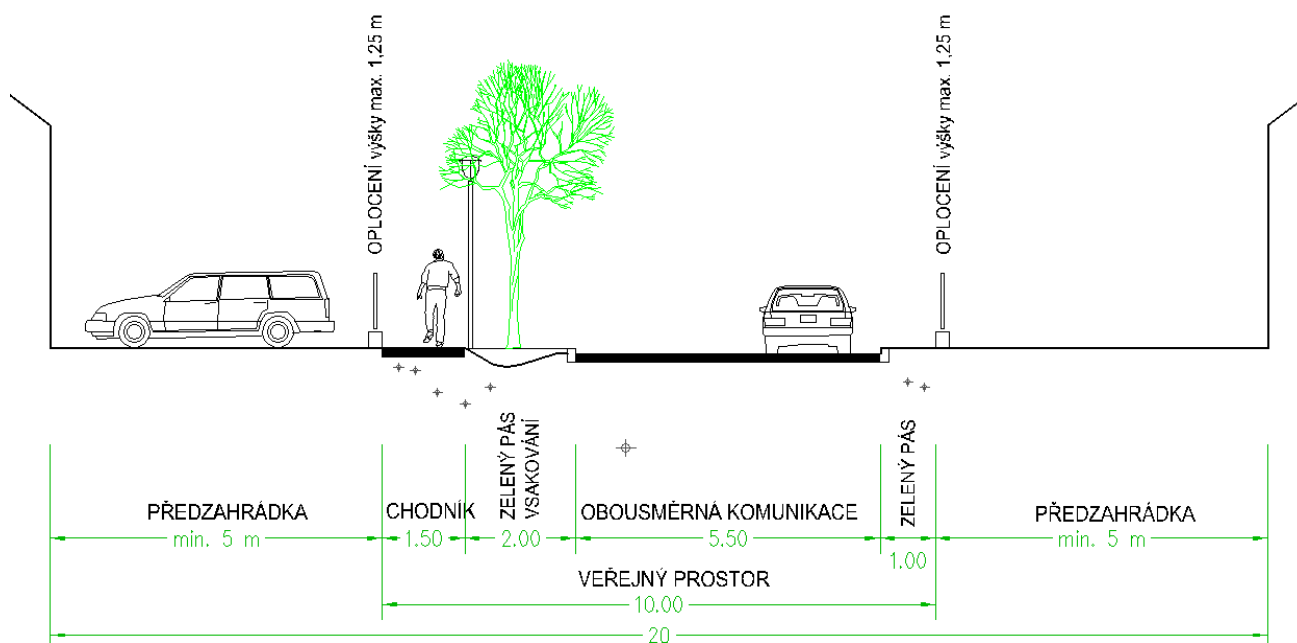 OPLOCENÍ výšky max. 1,25 m
OPLOCENÍ výšky max. 1,25 m
PŘEDZAHRÁDKA
min. 5 m
CHODNÍK
1.50
ZELENÝ PÁS
VSAKOVÁNÍ
2.00
OBOUSMĚRNÁ KOMUNIKACE
5.50
ZELENÝ PÁS
1.00
PŘEDZAHRÁDKA
min. 5 m
VEŘEJNÝ PROSTOR
10.00
20